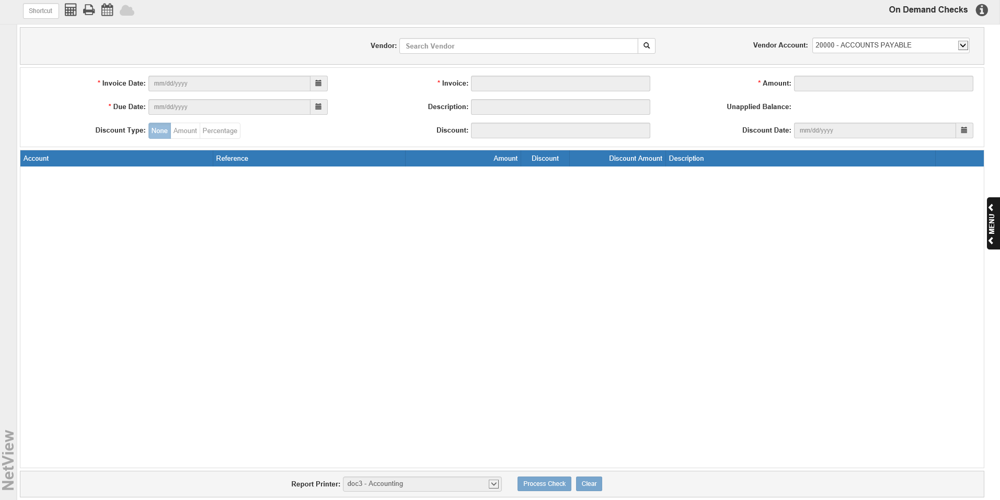 Shortcut
On Demand Checks
Vendor: Search Vendor
Vendor Account: 20000 - ACCOUNTS PAYABLE
* Invoice Date: mm/dd/yyyy
* Invoice:
* Amount:
* Due Date: mm/dd/yyyy
Description:
Unapplied Balance:
Discount Type: None Amount Percentage
Discount:
Discount Date: mm/dd/yyyy
Account Reference Amount Discount Discount Amount Description
MENU
NetView
Report Printer: doc3 - Accounting
Process Check
Clear